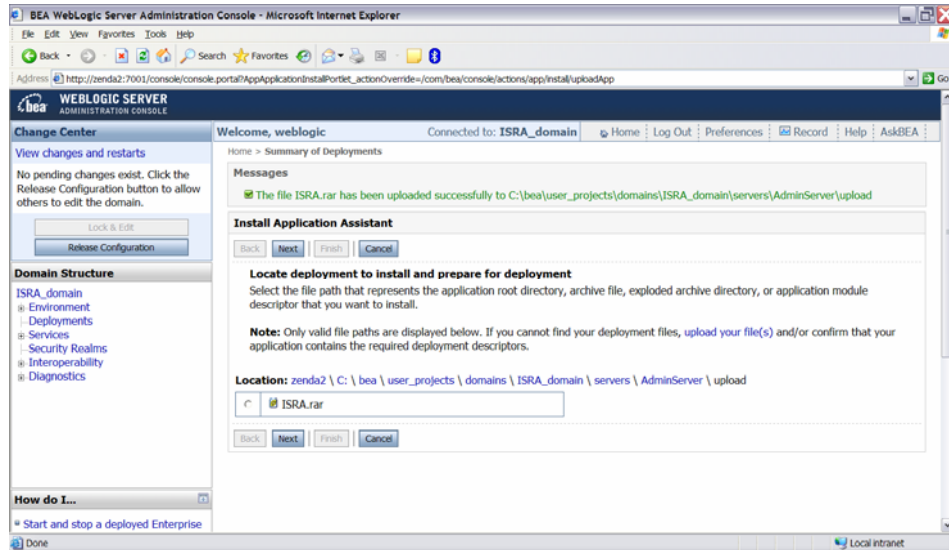 BEA WebLogic Server Administration Console - Microsoft Internet Explorer
File Edit View Favorites Tools Help
Back Search Favorites
Address http://zenda2:7001/console/console.portal?AppApplicationInstallPortlet_actionOverride=/com/bea/console/actions/app/install/uploadApp Go
bea WEBLOGIC SERVER
ADMINISTRATION CONSOLE
Change Center
View changes and restarts
No pending changes exist. Click the
Release Configuration button to allow
others to edit the domain.
Lock & Edit
Release Configuration
Domain Structure
ISRA_domain
Environment
Deployments
Services
Security Realms
Interoperability
Diagnostics
How do I...
Start and stop a deployed Enterprise
Welcome, weblogic Connected to: ISRA_domain Home Log Out Preferences Record Help AskBEA
Home > Summary of Deployments
Messages
The file ISRA.rar has been uploaded successfully to C:\bea\user_projects\domains\ISRA_domain\servers\AdminServer\upload
Install Application Assistant
Back Next Finish Cancel
Locate deployment to install and prepare for deployment
Select the file path that represents the application root directory, archive file, exploded archive directory, or application module
descriptor that you want to install.
Note: Only valid file paths are displayed below. If you cannot find your deployment files, upload your file(s) and/or confirm that your
application contains the required deployment descriptors.
Location: zenda2 \ C: \ bea \ user_projects \ domains \ ISRA_domain \ servers \ AdminServer \ upload
ISRA.rar
Back Next Finish Cancel
Done Local intranet